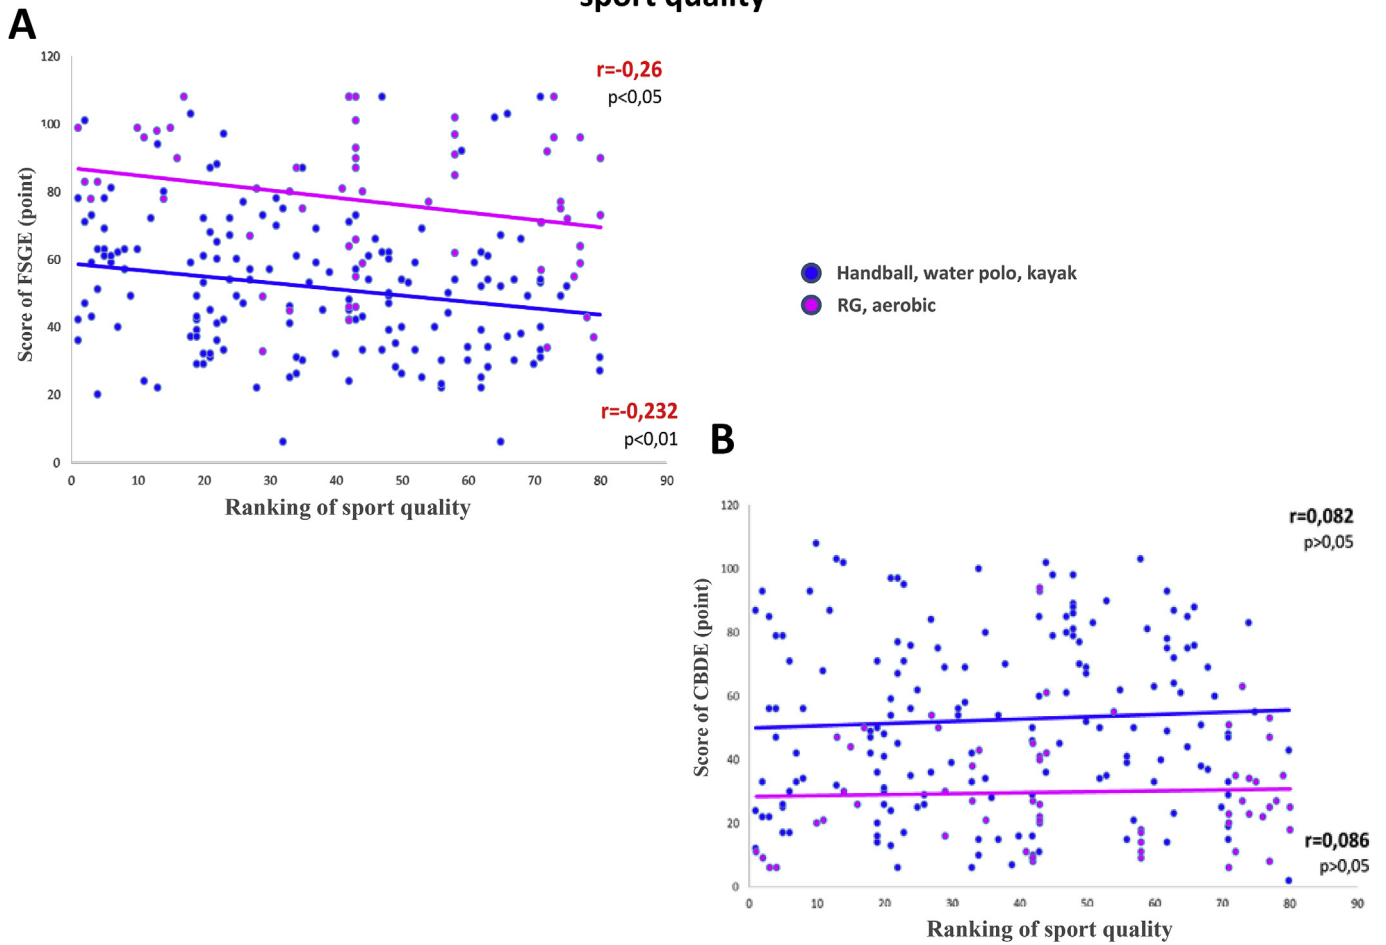 sport quality
A
120
100
80
60
40
20
0
Score of FSGE (point)
r=-0,26
p<0,05
r=-0,232
p<0,01
0 10 20 30 40 50 60 70 80 90
Ranking of sport quality
Handball, water polo, kayak
RG, aerobic
B
120
100
80
60
40
20
0
Score of CBDE (point)
r=0,082
p>0,05
r=0,086
p>0,05
0 10 20 30 40 50 60 70 80 90
Ranking of sport quality